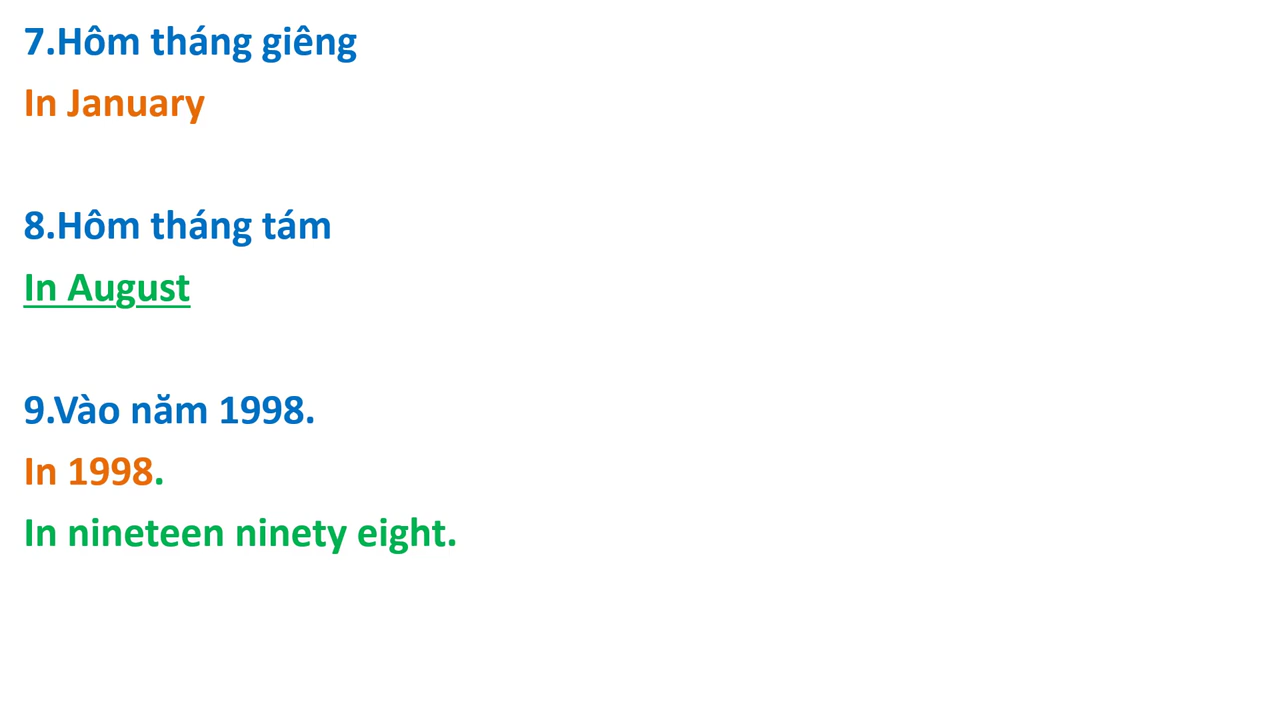 7.Hôm tháng giêng
In January
8.Hôm tháng tám
In August
9.Vào năm 1998.
In 1998.
In nineteen ninety eight.